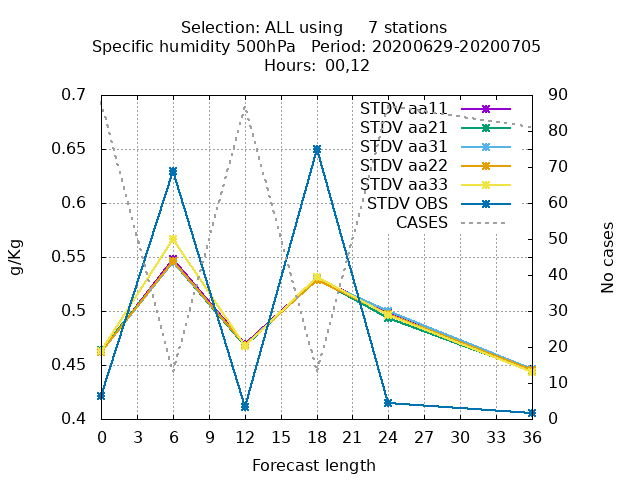 Selection: ALL using 7 stations
Specific humidity 500hPa Period: 20200629-20200705
Hours: 00,12
g/Kg
0.7
0.65
0.6
0.55
0.5
0.45
0.4
STDV aa11
STDV aa21
STDV aa31
STDV aa22
STDV aa33
STDV OBS
CASES
90
80
70
60
50
40
30
20
10
0
No cases
0 3 6 9 12 15 18 21 24 27 30 33 36
Forecast length